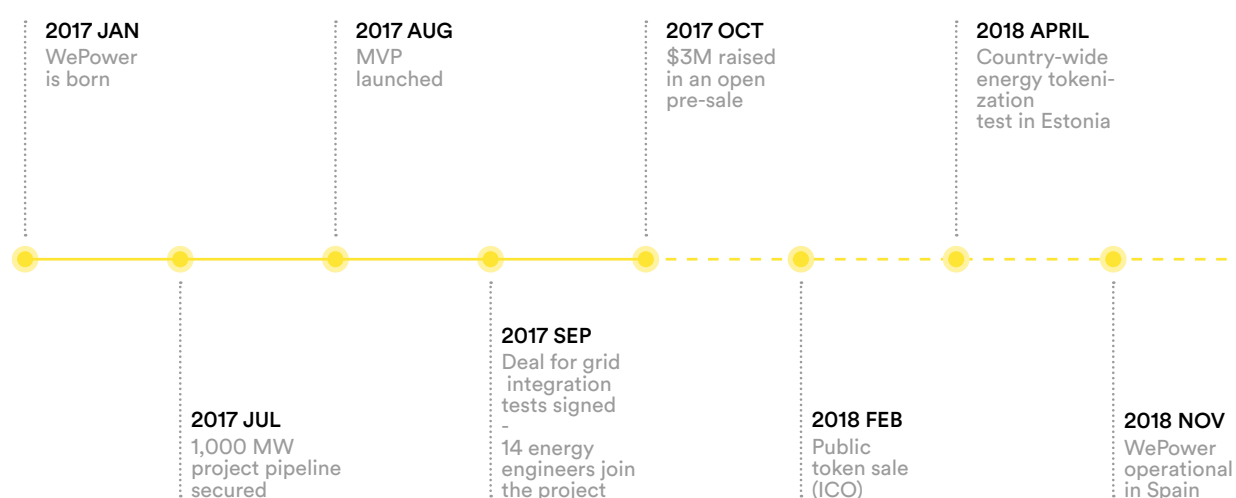 2017 JAN
WePower
is born
2017 AUG
MVP
launched
2017 OCT
$3M raised
in an open
pre-sale
2018 APRIL
Country-wide
energy tokeni-
zation
test in Estonia
2017 JUL
1,000 MW
project pipeline
secured
2017 SEP
Deal for grid
integration
tests signed
-
14 energy
engineers join
the project
2018 FEB
Public
token sale
(ICO)
2018 NOV
WePower
operational
in Spain